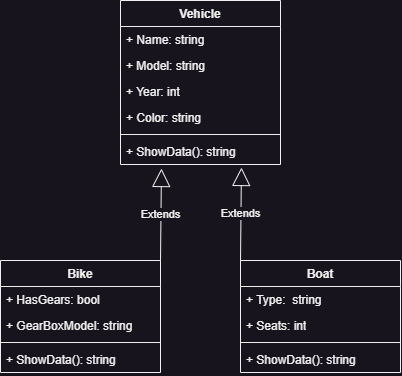 Vehicle
+ Name: string
+ Model: string
+ Year: int
+ Color: string
+ ShowData(): string
Extends
Extends
Bike
+ HasGears: bool
+ GearBoxModel: string
+ ShowData(): string
Boat
+ Type:  string
+ Seats: int
+ ShowData(): string